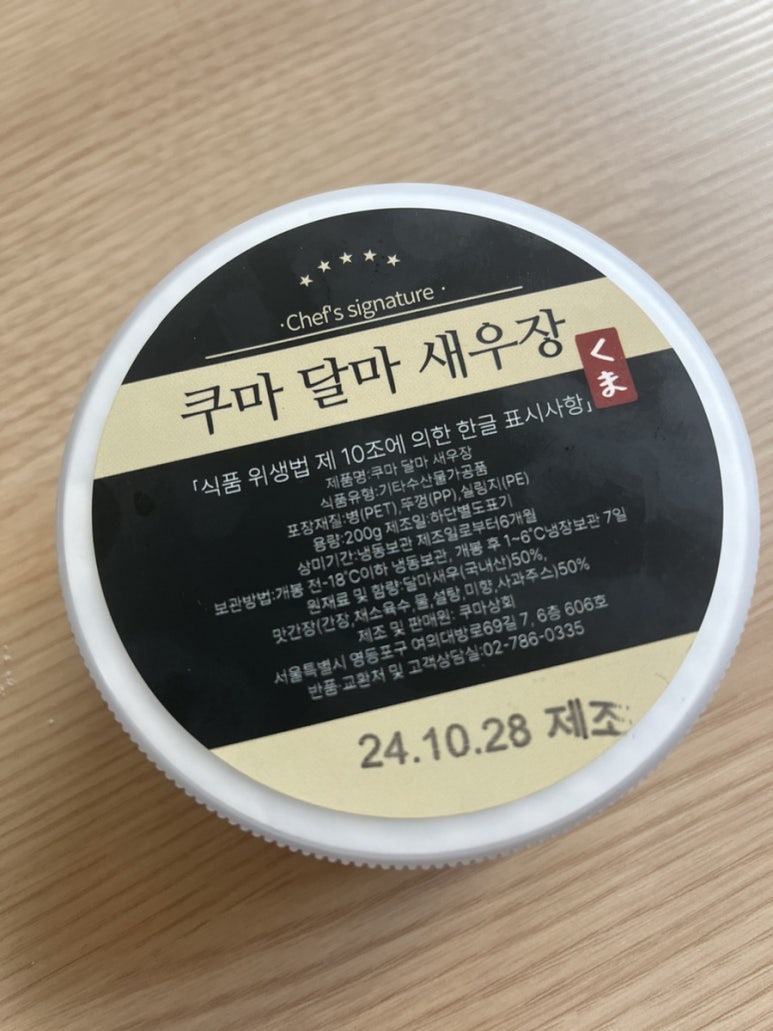 ·Chef's signature·
쿠마 달마 새우장
くま
「식품 위생법 제 10조에 의한 한글 표시사항」
제품명:쿠마 달마 새우장
식품유형:기타수산물가공품
포장재질:병(PET),뚜껑(PP),실링지(PE)
용량:200g 제조일:하단별도표기
상미기간:냉동보관 제조일로부터6개월
보관방법:개봉 전-18°C이하 냉동보관, 개봉 후 1~6°C냉장보관 7일
원재료 및 함량:달마새우(국내산)50%,
맛간장(간장,채소육수,물,설탕,미향,사과주스)50%
제조 및 판매원: 쿠마상회
서울특별시 영등포구 여의대방로69길 7, 6층 606호
반품·교환처 및 고객상담실:02-786-0335
24.10.28 제조